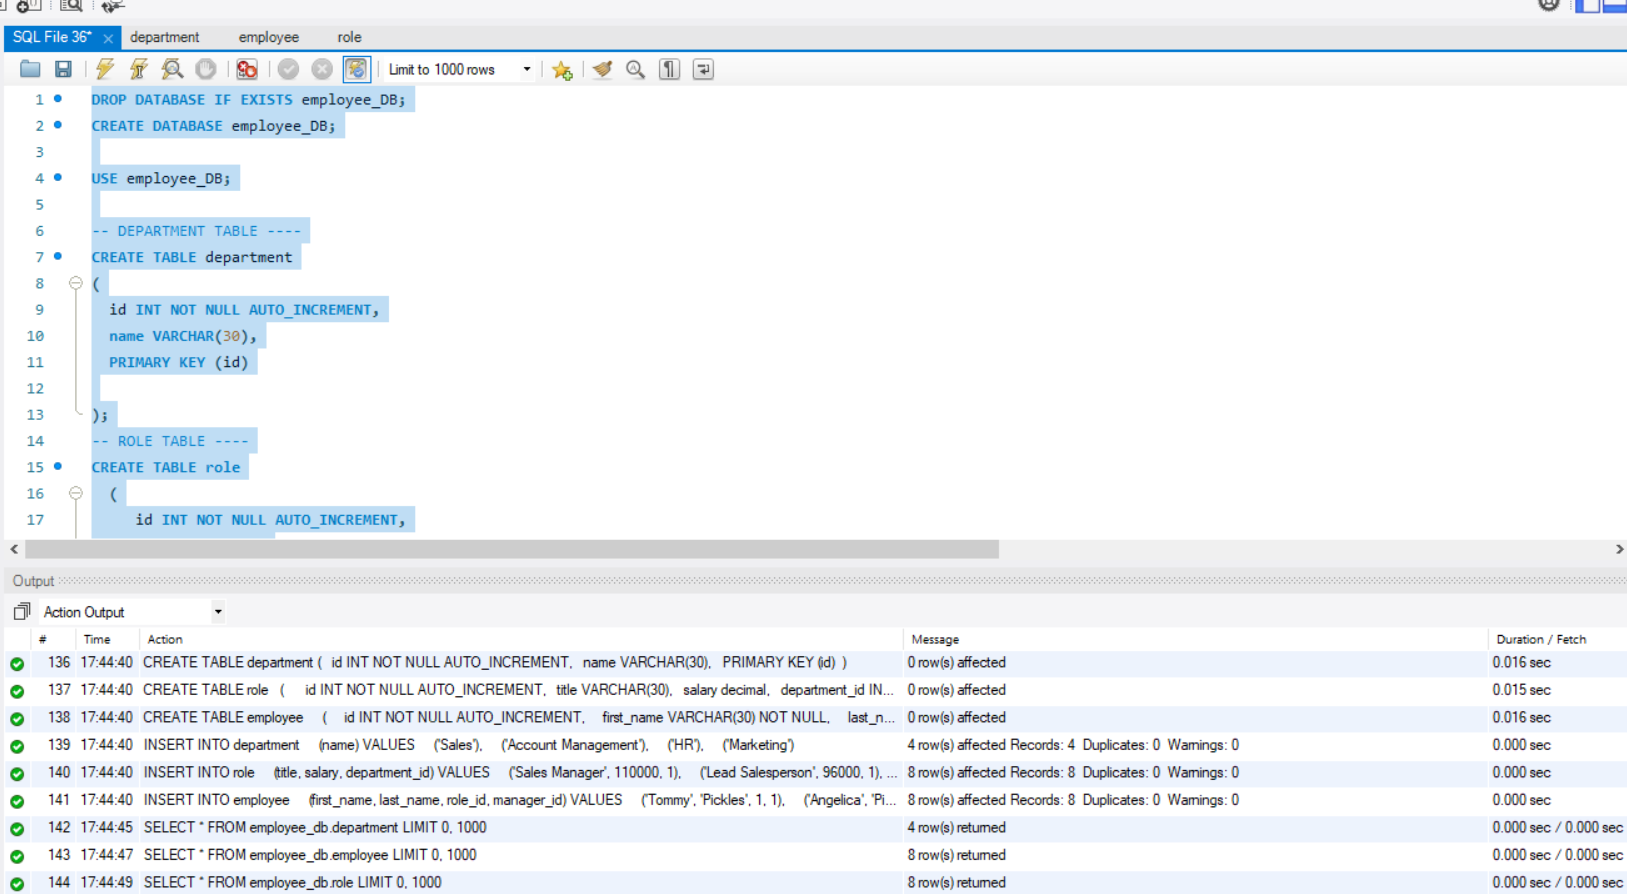 SQL File 36* department employee role
Limit to 1000 rows
1 DROP DATABASE IF EXISTS employee_DB;
2 CREATE DATABASE employee_DB;
3
4 USE employee_DB;
5
6 -- DEPARTMENT TABLE ----
7 CREATE TABLE department
8 (
9 id INT NOT NULL AUTO_INCREMENT,
10 name VARCHAR(30),
11 PRIMARY KEY (id)
12
13 );
14 -- ROLE TABLE ----
15 CREATE TABLE role
16 (
17 id INT NOT NULL AUTO_INCREMENT,
Output
Action Output
# Time Action Message Duration / Fetch
136 17:44:40 CREATE TABLE department ( id INT NOT NULL AUTO_INCREMENT, name VARCHAR(30), PRIMARY KEY (id) ) 0 row(s) affected 0.016 sec
137 17:44:40 CREATE TABLE role ( id INT NOT NULL AUTO_INCREMENT, title VARCHAR(30), salary decimal, department_id IN... 0 row(s) affected 0.015 sec
138 17:44:40 CREATE TABLE employee ( id INT NOT NULL AUTO_INCREMENT, first_name VARCHAR(30) NOT NULL, last_n... 0 row(s) affected 0.016 sec
139 17:44:40 INSERT INTO department (name) VALUES ('Sales'), ('Account Management'), ('HR'), ('Marketing') 4 row(s) affected Records: 4 Duplicates: 0 Warnings: 0 0.000 sec
140 17:44:40 INSERT INTO role (title, salary, department_id) VALUES ('Sales Manager', 110000, 1), ('Lead Salesperson', 96000, 1), ... 8 row(s) affected Records: 8 Duplicates: 0 Warnings: 0 0.000 sec
141 17:44:40 INSERT INTO employee (first_name, last_name, role_id, manager_id) VALUES ('Tommy', 'Pickles', 1, 1), ('Angelica', 'Pi... 8 row(s) affected Records: 8 Duplicates: 0 Warnings: 0 0.000 sec
142 17:44:45 SELECT * FROM employee_db.department LIMIT 0, 1000 4 row(s) returned 0.000 sec / 0.000 sec
143 17:44:47 SELECT * FROM employee_db.employee LIMIT 0, 1000 8 row(s) returned 0.000 sec / 0.000 sec
144 17:44:49 SELECT * FROM employee_db.role LIMIT 0, 1000 8 row(s) returned 0.000 sec / 0.000 sec